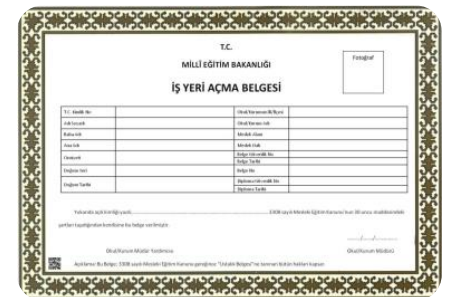 T.C.
MİLLÎ EĞİTİM BAKANLIĞI
Fotoğraf
İŞ YERİ AÇMA BELGESİ
T.C. Kimlik No
Okul/Kurumun İli/İlçesi
Adı Soyadı
Okul/Kurum Adı
Baba Adı
Meslek Alanı
Ana Adı
Meslek Dalı
Cinsiyeti
Belge Güvenlik No
Belge Tarihi
Doğum Yeri
Belge No
Doğum Tarihi
Diploma Güvenlik No
Diploma Tarihi
Yukarıda açık kimliği yazılı 3308 sayılı Mesleki Eğitim Kanunu'nun 30 uncu maddesindeki
şartları taşıdığından kendisine bu belge verilmiştir.
Okul/Kurum Müdür Yardımcısı
Okul/Kurum Müdürü
Açıklama: Bu Belge, 3308 sayılı Mesleki Eğitim Kanunu gereğince "Ustalık Belgesi"ne tanınan bütün hakları kapsar.